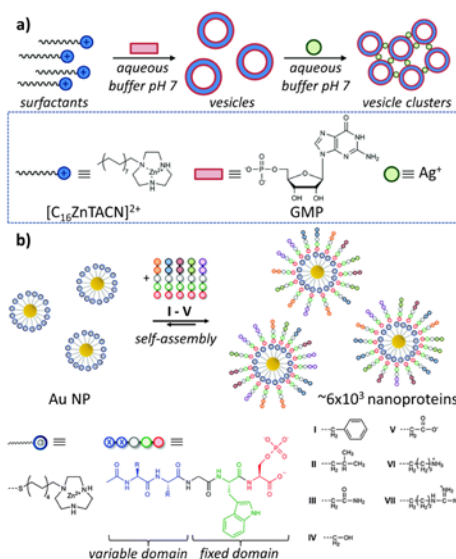 a)
aqueous buffer pH 7
aqueous buffer pH 7
surfactants
vesicles
vesicle clusters
[C16ZnTACN]2+
GMP
Ag+
b)
+
I - V
self-assembly
Au NP
~6x10³ nanoproteins
variable domain
fixed domain
I
II
III
IV
V
VI
VII